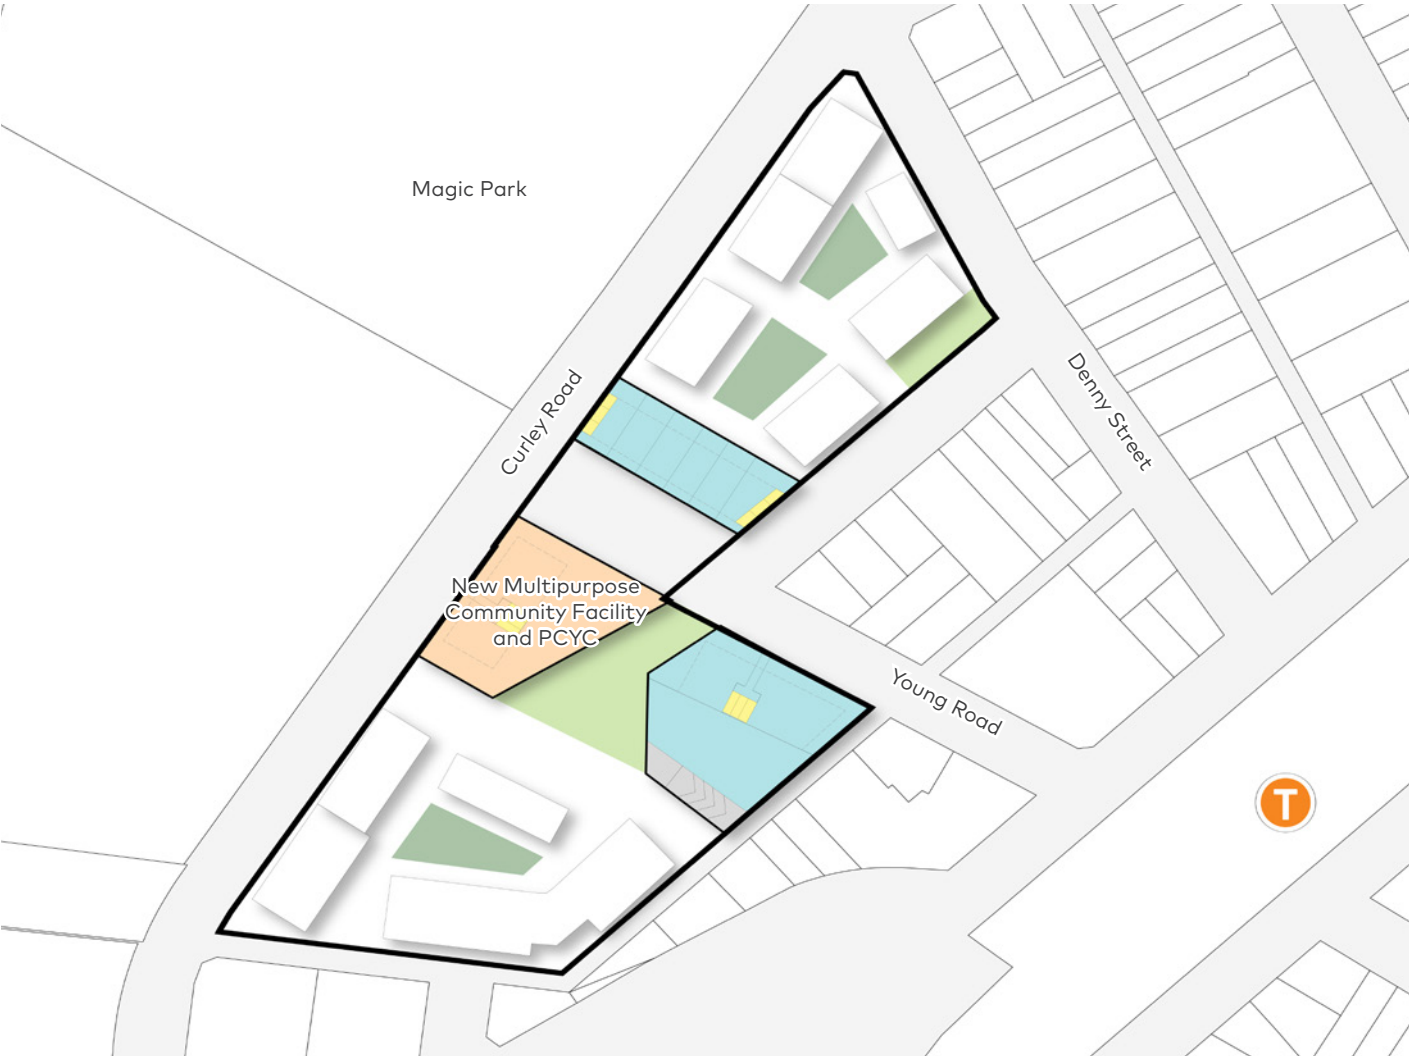 Magic Park
Curley Road
Denny Street
New Multipurpose
Community Facility
and PCYC
Young Road
T